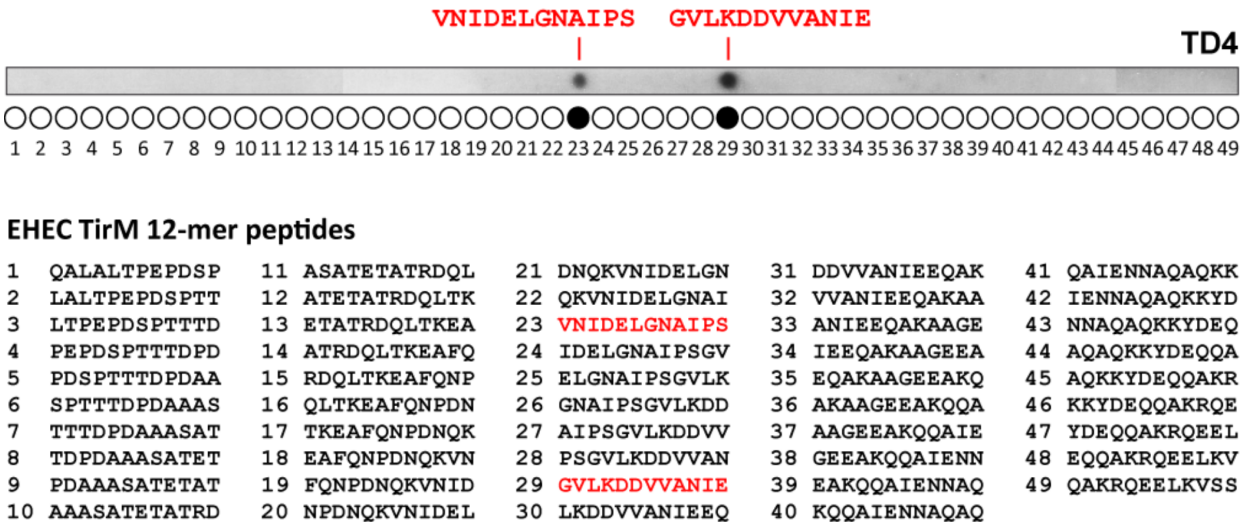 VNIDELGNAIPS GVLKDDVVANIE
TD4
1 2 3 4 5 6 7 8 9 10 11 12 13 14 15 16 17 18 19 20 21 22 23 24 25 26 27 28 29 30 31 32 33 34 35 36 37 38 39 40 41 42 43 44 45 46 47 48 49
EHEC TirM 12-mer peptides
1 QALALTPEPDSP 11 ASATETATRDQL 21 DNQKVNIDELGN 31 DDVVANIEEQAK 41 QAIENNAQAQKK
2 LALTPEPDSPTT 12 ATETATRDQLTK 22 QKVNIDELGNAI 32 VVANIEEQAKAA 42 IENNAQAQKKYD
3 LTPEPDSPTTTD 13 ETATRDQLTKEA 23 VNIDELGNAIPS 33 ANIEEQAKAAGE 43 NNAQAQKKYDEQ
4 PEPDSPTTTDPD 14 ATRDQLTKEAFQ 24 IDELGNAIPSGV 34 IEEQAKAAGEEA 44 AQAQKKYDEQQA
5 PDSPTTTDPDAA 15 RDQLTKEAFQNP 25 ELGNAIPSGVLK 35 EQAKAAGEEAKQ 45 AQKKYDEQQAKR
6 SPTTTDPDAAAS 16 QLTKEAFQNPDN 26 GNAIPSGVLKDD 36 AKAAGEEAKQQA 46 KKYDEQQAKRQE
7 TTTDPDAAASAT 17 TKEAFQNPDNQK 27 AIPSGVLKDDVV 37 AAGEEAKQQAIE 47 YDEQQAKRQEEL
8 TDPDAAASATET 18 EAFQNPDNQKVN 28 PSGVLKDDVVAN 38 GEEAKQQAIENN 48 EQQAKRQEELKV
9 PDAAASATETAT 19 FQNPDNQKVNID 29 GVLKDDVVANIE 39 EAKQQAIENNAQ 49 QAKRQEELKVSS
10 AAASATETATRD 20 NPDNQKVNIDEL 30 LKDDVVANIEEQ 40 KQQAIENNAQAQ